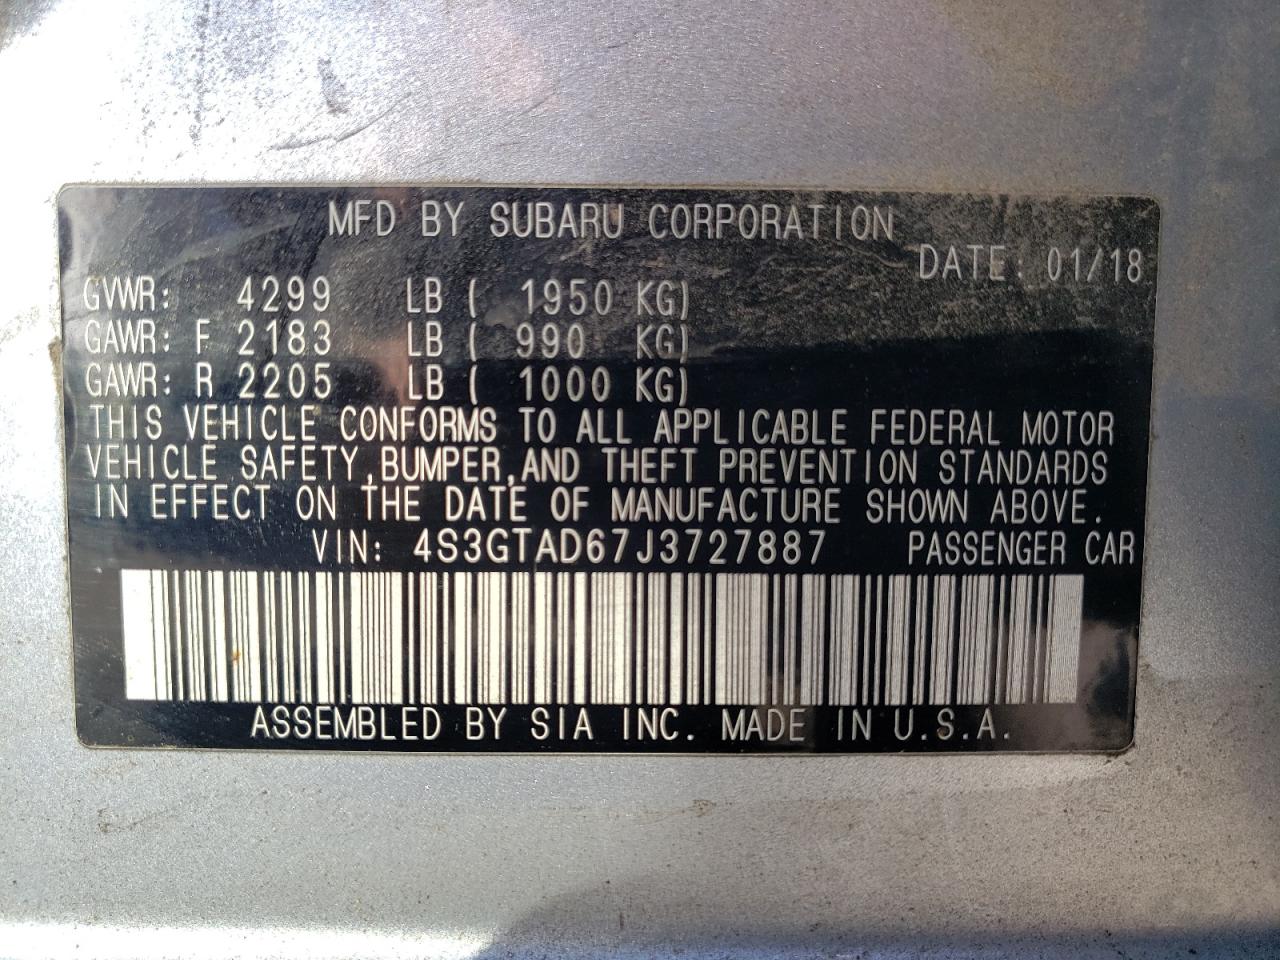 MFD BY SUBARU CORPORATION
DATE: 01/18
GVWR: 4299 LB ( 1950 KG)
GAWR: F 2183 LB ( 990 KG)
GAWR: R 2205 LB ( 1000 KG)
THIS VEHICLE CONFORMS TO ALL APPLICABLE FEDERAL MOTOR
VEHICLE SAFETY,BUMPER,AND THEFT PREVENTION STANDARDS
IN EFFECT ON THE DATE OF MANUFACTURE SHOWN ABOVE.
VIN: 4S3GTAD67J3727887 PASSENGER CAR
ASSEMBLED BY SIA INC. MADE IN U.S.A.